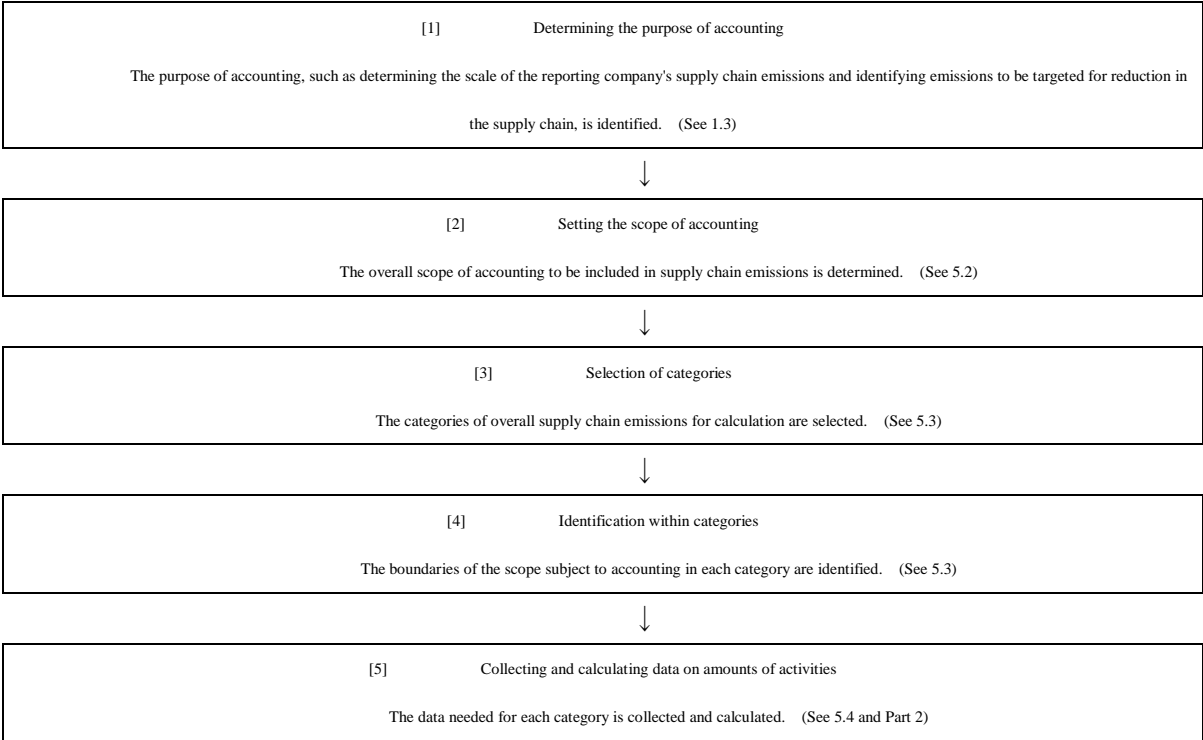 [1] Determining the purpose of accounting
The purpose of accounting, such as determining the scale of the reporting company's supply chain emissions and identifying emissions to be targeted for reduction in
the supply chain, is identified. (See 1.3)
↓
[2] Setting the scope of accounting
The overall scope of accounting to be included in supply chain emissions is determined. (See 5.2)
↓
[3] Selection of categories
The categories of overall supply chain emissions for calculation are selected. (See 5.3)
↓
[4] Identification within categories
The boundaries of the scope subject to accounting in each category are identified. (See 5.3)
↓
[5] Collecting and calculating data on amounts of activities
The data needed for each category is collected and calculated. (See 5.4 and Part 2)